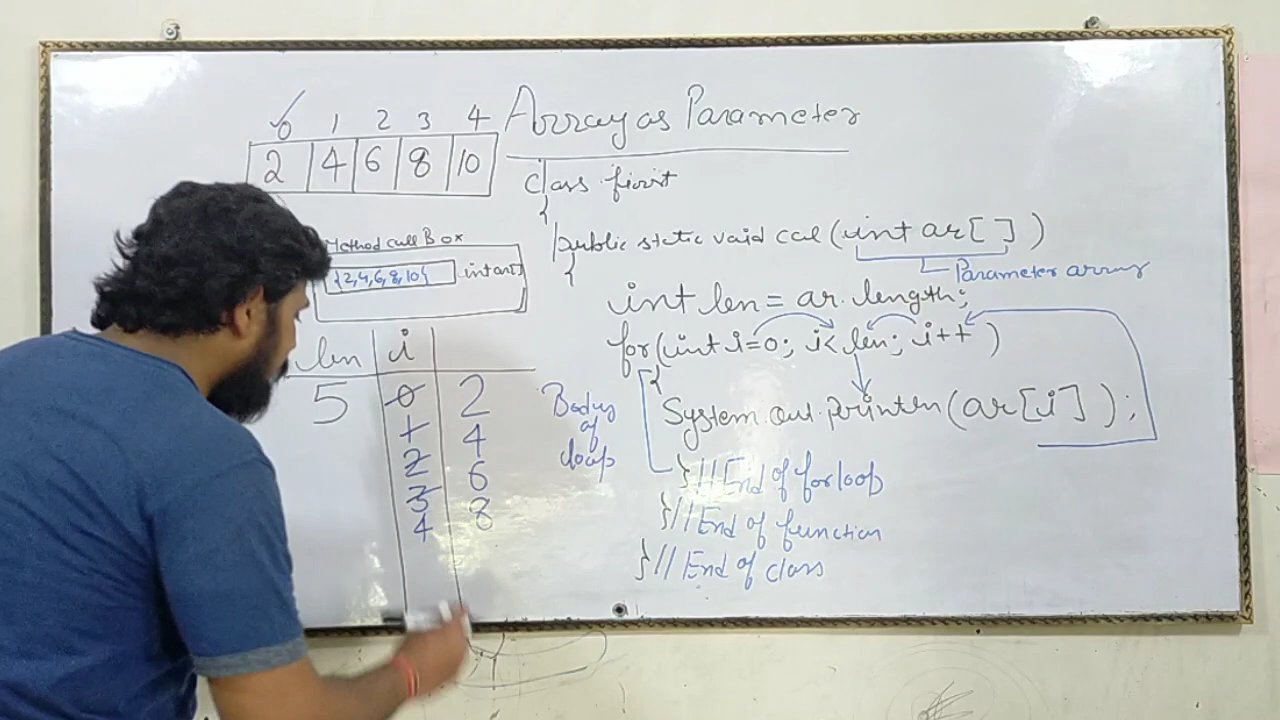 Array as Parameter
0 1 2 3 4
2 4 6 8 10
class first
{
public static void cal (int ar[ ])
{
Parameter array
Method call Box
{2,4,6,8,10} int ar[]
int len = ar.length;
for(int i=0; i< len; i++)
{
System.out.println(ar[i]);
} //End of for loop
} //End of function
} //End of class
Body
of
loop
len i
5 0 2
1 4
2 6
3 8
4